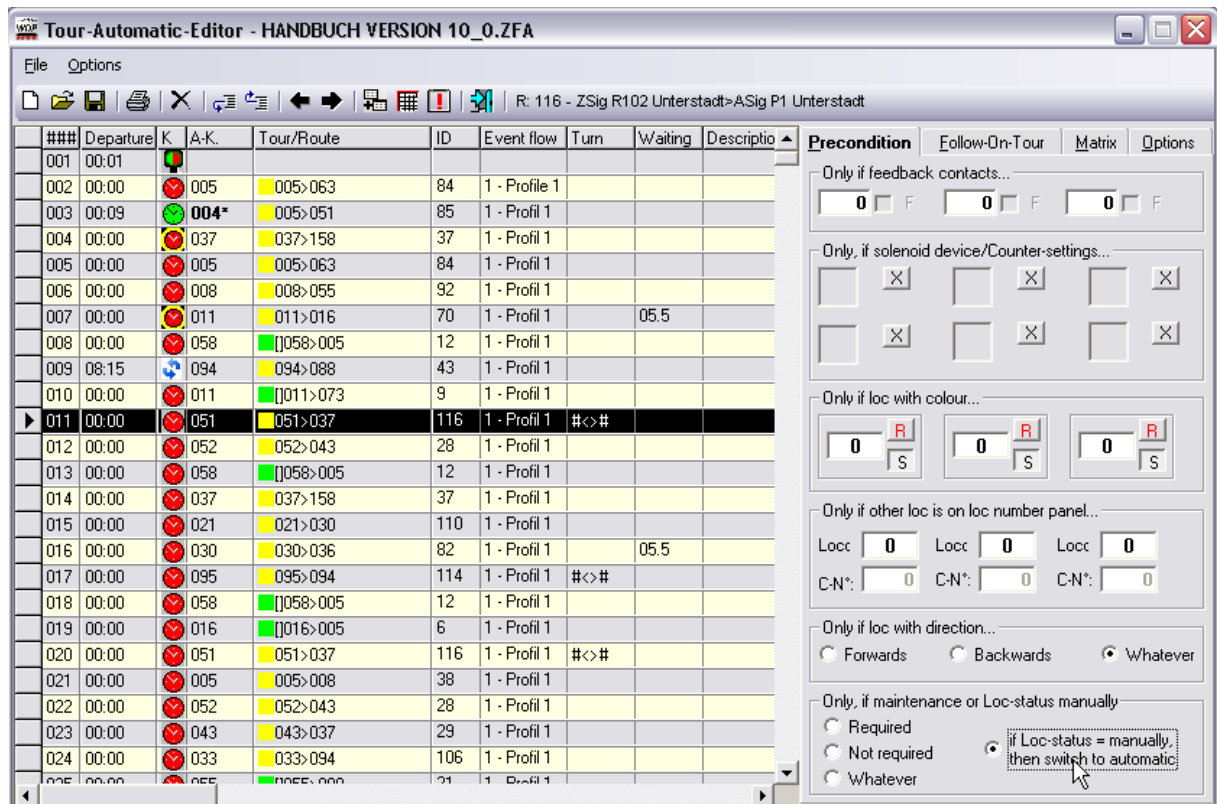 Tour-Automatic-Editor - HANDBUCH VERSION 10_0.ZFA
File Options
R: 116 - ZSig R102 Unterstadt>ASig P1 Unterstadt
### Departure K A-K. Tour/Route ID Event flow Turn Waiting Descriptio
001 00:01
002 00:00 005 005>063 84 1 - Profile 1
003 00:09 004* 005>051 85 1 - Profil 1
004 00:00 037 037>158 37 1 - Profil 1
005 00:00 005 005>063 84 1 - Profil 1
006 00:00 008 008>055 92 1 - Profil 1
007 00:00 011 011>016 70 1 - Profil 1 05.5
008 00:00 058 []058>005 12 1 - Profil 1
009 08:15 094 094>088 43 1 - Profil 1
010 00:00 011 []011>073 9 1 - Profil 1
011 00:00 051 051>037 116 1 - Profil 1 #<>#
012 00:00 052 052>043 28 1 - Profil 1
013 00:00 058 []058>005 12 1 - Profil 1
014 00:00 037 037>158 37 1 - Profil 1
015 00:00 021 021>030 110 1 - Profil 1
016 00:00 030 030>036 82 1 - Profil 1 05.5
017 00:00 095 095>094 114 1 - Profil 1 #<>#
018 00:00 058 []058>005 12 1 - Profil 1
019 00:00 016 []016>005 6 1 - Profil 1
020 00:00 051 051>037 116 1 - Profil 1 #<>#
021 00:00 005 005>008 38 1 - Profil 1
022 00:00 052 052>043 28 1 - Profil 1
023 00:00 043 043>037 29 1 - Profil 1
024 00:00 033 033>094 106 1 - Profil 1
Precondition Follow-On-Tour Matrix Options
Only if feedback contacts...
0 F 0 F 0 F
Only, if solenoid device/Counter-settings...
X X X
X X X
Only if loc with colour...
0 R 0 R 0 R
S S S
Only if other loc is on loc number panel...
Locc 0 Locc 0 Locc 0
C-N°: 0 C-N°: 0 C-N°: 0
Only if loc with direction...
Forwards Backwards Whatever
Only, if maintenance or Loc-status manually
Required
Not required
Whatever
if Loc-status = manually,
then switch to automatic